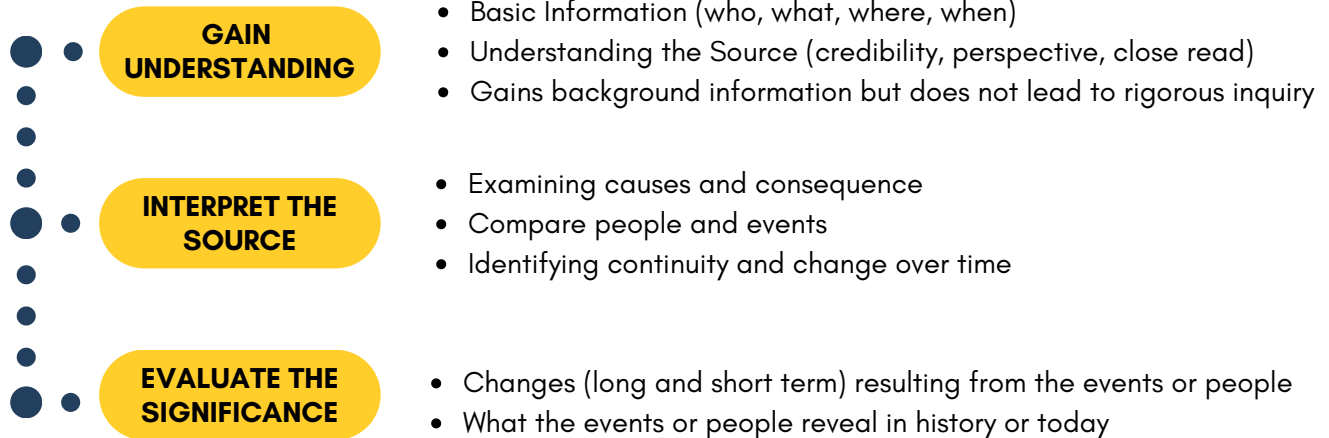 GAIN
UNDERSTANDING
• Basic Information (who, what, where, when)
• Understanding the Source (credibility, perspective, close read)
• Gains background information but does not lead to rigorous inquiry
INTERPRET THE
SOURCE
• Examining causes and consequence
• Compare people and events
• Identifying continuity and change over time
EVALUATE THE
SIGNIFICANCE
• Changes (long and short term) resulting from the events or people
• What the events or people reveal in history or today